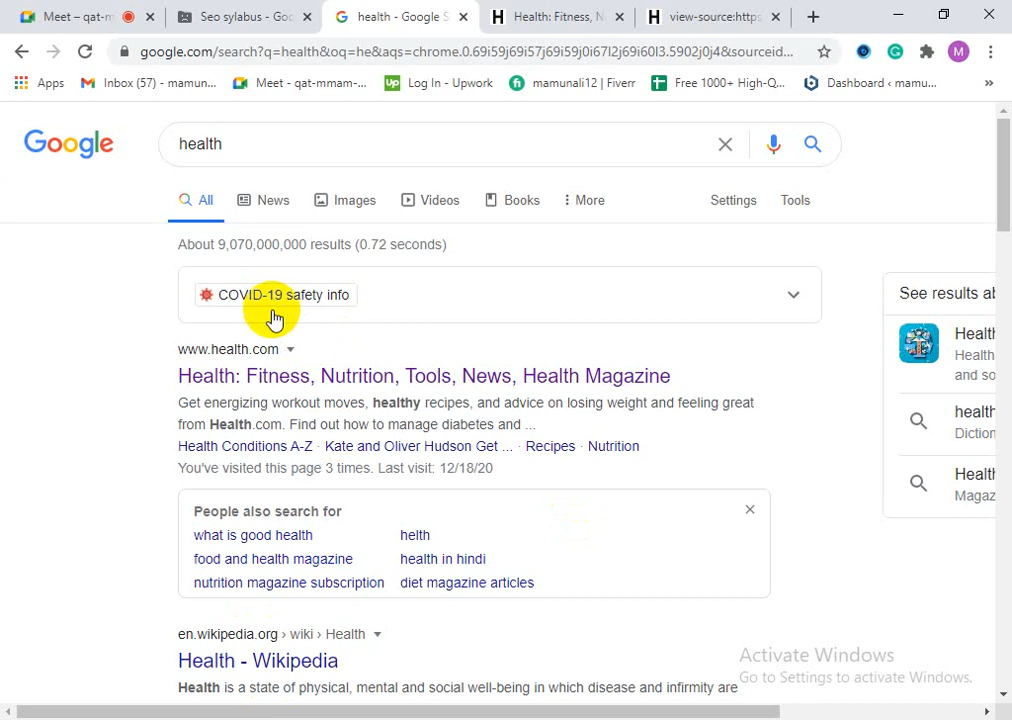 Meet – qat-m
Seo sylabus - Goo
health - Google S
Health: Fitness, N
view-source:https
google.com/search?q=health&oq=he&aqs=chrome.0.69i59j69i57j69i59j0i67l2j69i60l3.5902j0j4&sourceid...
M
Apps
Inbox (57) - mamun...
Meet - qat-mmam-...
Log In - Upwork
mamunali12 | Fiverr
Free 1000+ High-Q...
Dashboard ‹ mamu...
»
Google
health
All
News
Images
Videos
Books
More
Settings
Tools
About 9,070,000,000 results (0.72 seconds)
COVID-19 safety info
www.health.com
Health: Fitness, Nutrition, Tools, News, Health Magazine
Get energizing workout moves, healthy recipes, and advice on losing weight and feeling great
from Health.com. Find out how to manage diabetes and ...
Health Conditions A-Z · Kate and Oliver Hudson Get ... · Recipes · Nutrition
You've visited this page 3 times. Last visit: 12/18/20
People also search for
what is good health
helth
food and health magazine
health in hindi
nutrition magazine subscription
diet magazine articles
en.wikipedia.org › wiki › Health
Health - Wikipedia
Health is a state of physical, mental and social well-being in which disease and infirmity are
See results ab
Health
Health
and so
health
Diction
Health
Magaz
Activate Windows
Go to Settings to activate Windows.